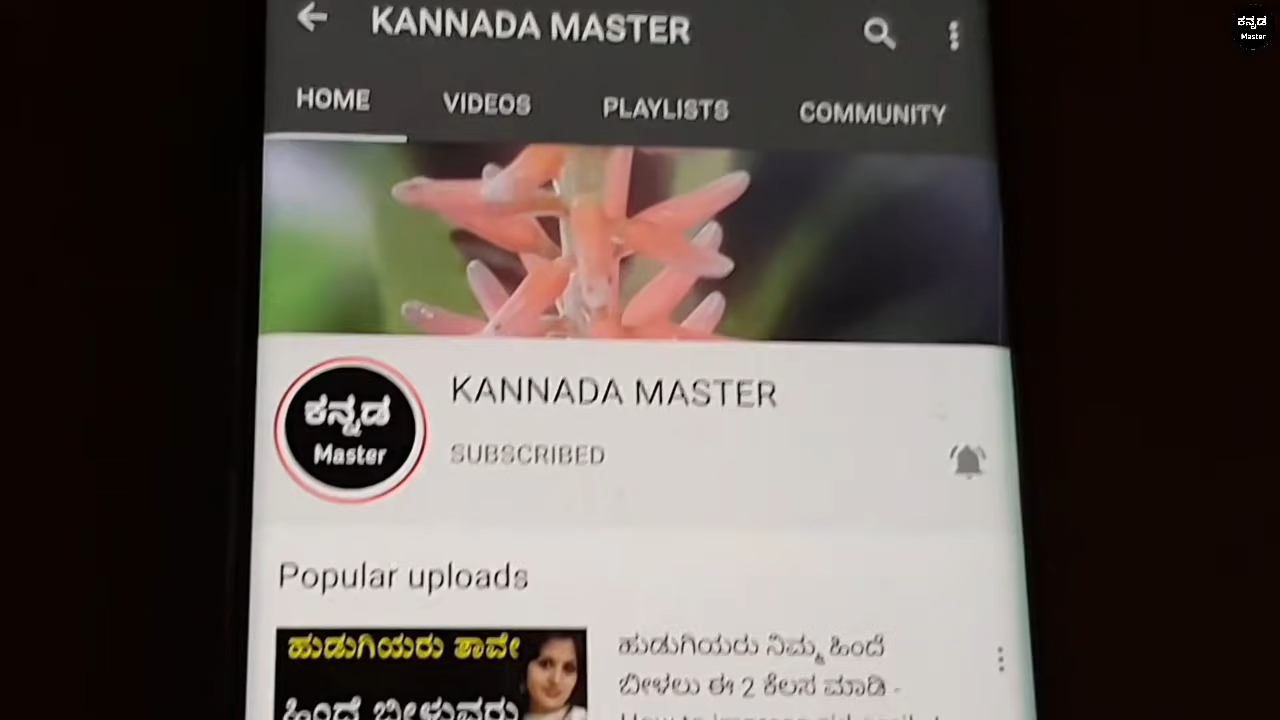 KANNADA MASTER
ಕನ್ನಡ
Master
HOME VIDEOS PLAYLISTS COMMUNITY
ಕನ್ನಡ
Master
KANNADA MASTER
SUBSCRIBED
Popular uploads
ಹುಡುಗಿಯರು ತಾವೇ
ಹಿಂದೆ ಬೀಳುವರು
ಹುಡುಗಿಯರು ನಿಮ್ಮ ಹಿಂದೆ
ಬೀಳಲು ಈ 2 ಕೆಲಸ ಮಾಡಿ -